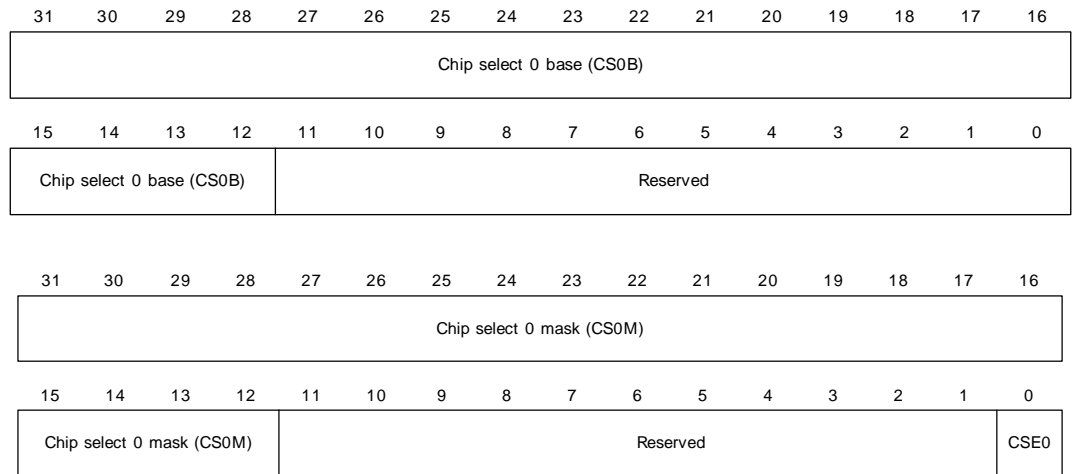 31 30 29 28 27 26 25 24 23 22 21 20 19 18 17 16
Chip select 0 base (CS0B)
15 14 13 12 11 10 9 8 7 6 5 4 3 2 1 0
Chip select 0 base (CS0B) Reserved
31 30 29 28 27 26 25 24 23 22 21 20 19 18 17 16
Chip select 0 mask (CS0M)
15 14 13 12 11 10 9 8 7 6 5 4 3 2 1 0
Chip select 0 mask (CS0M) Reserved CSE0